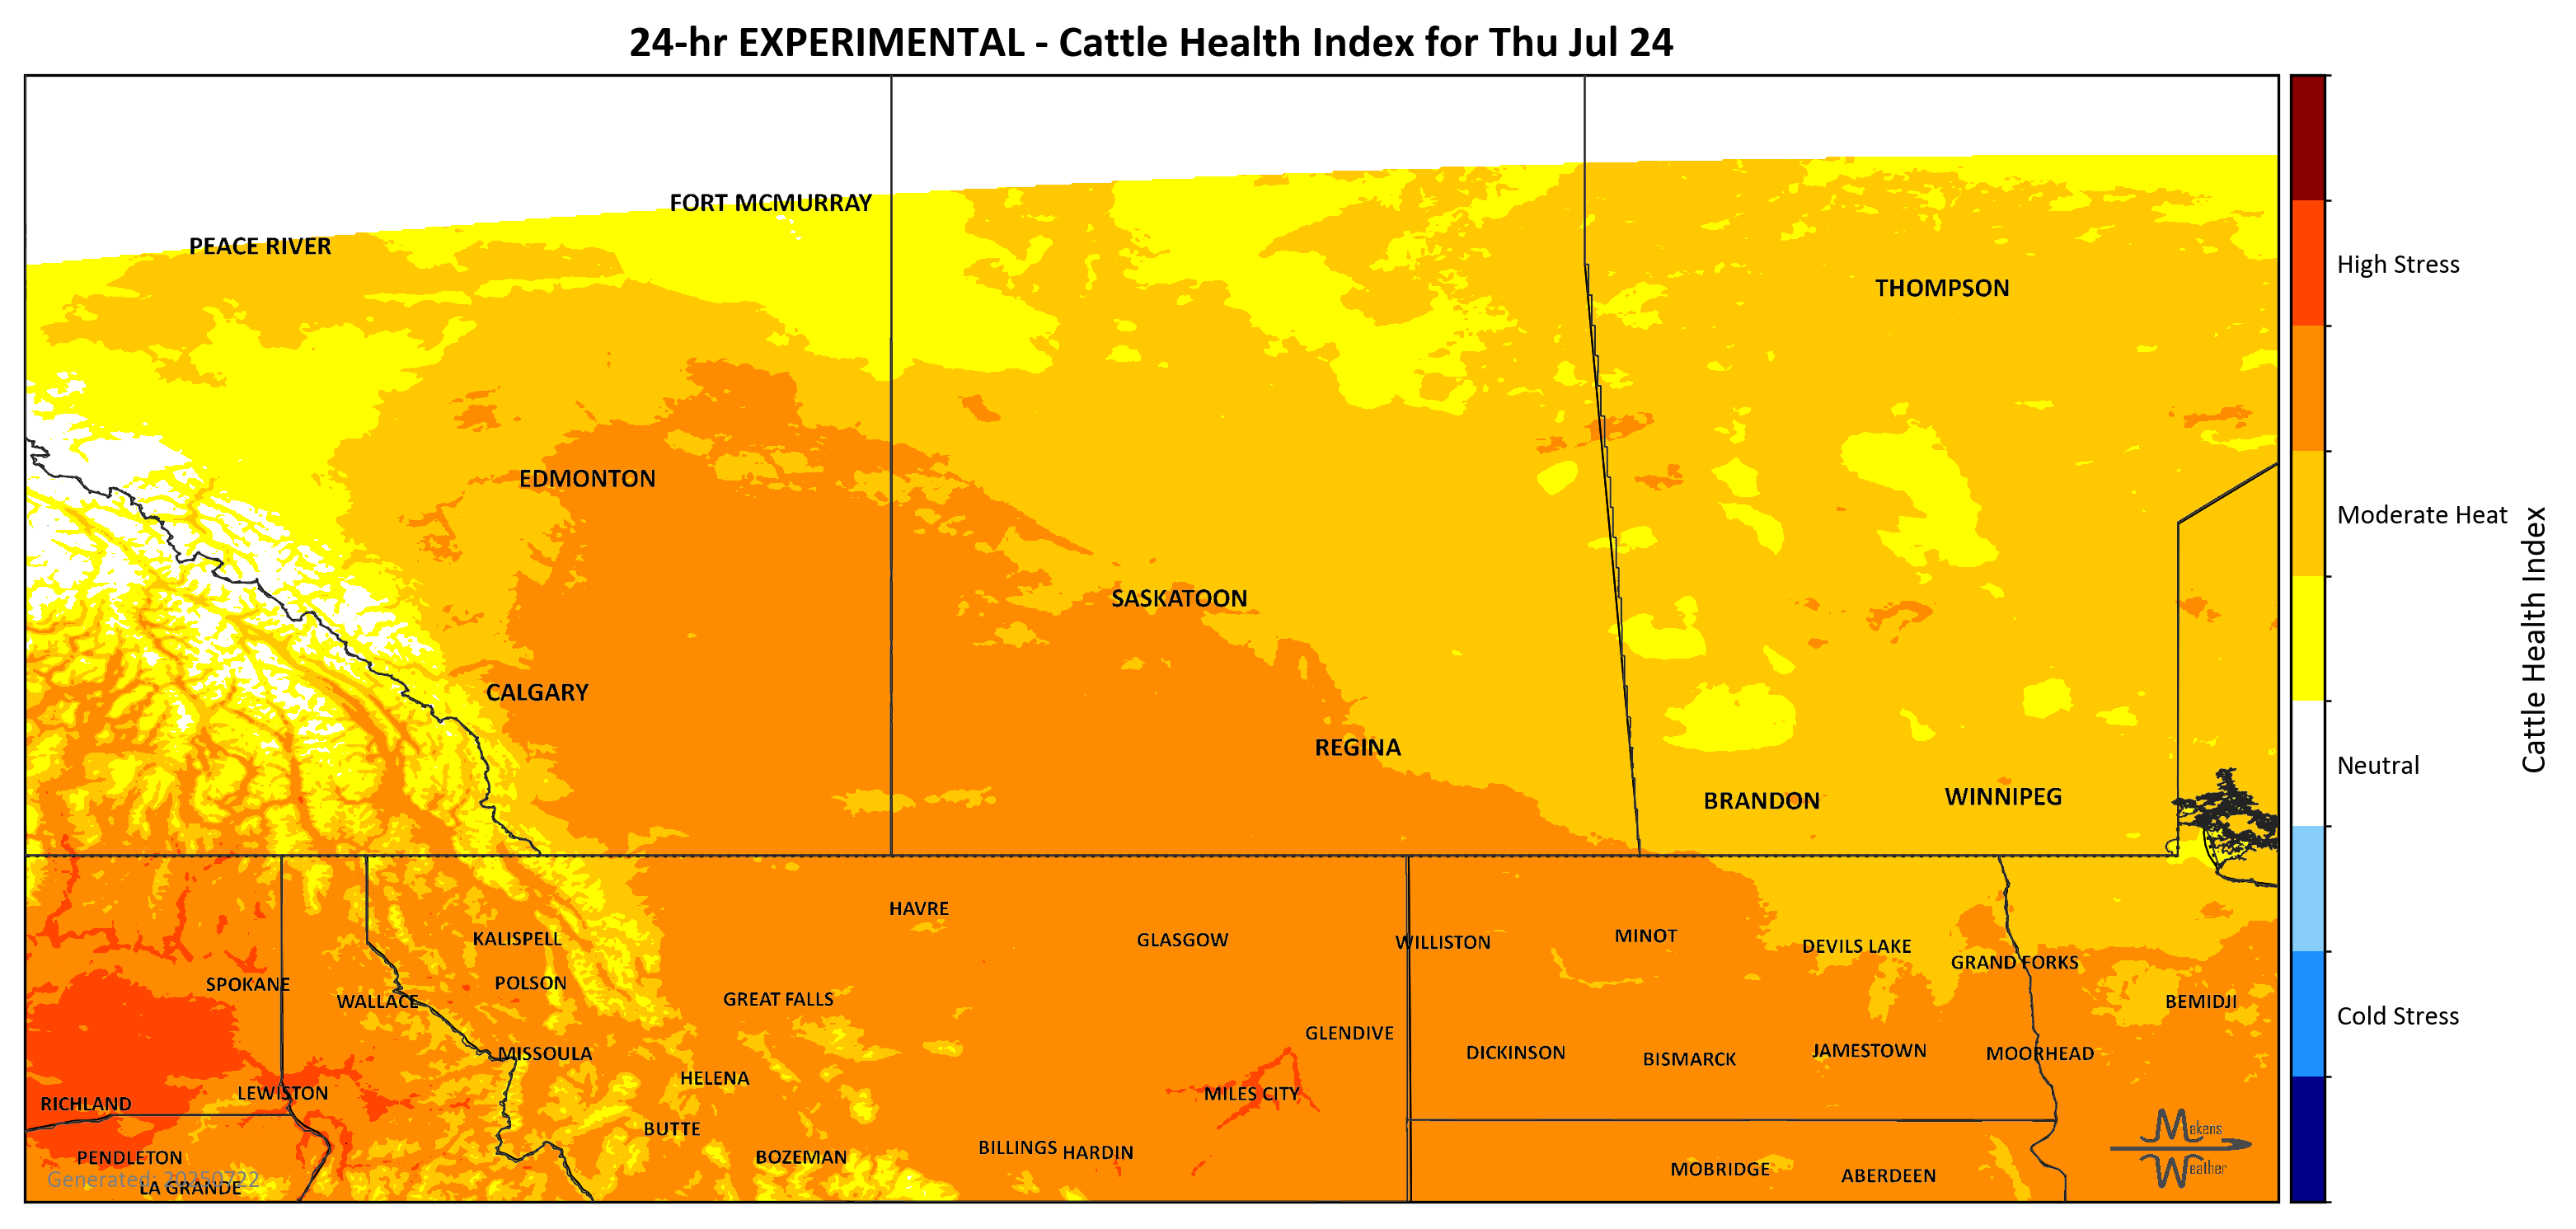 24-hr EXPERIMENTAL - Cattle Health Index for Thu Jul 24
FORT MCMURRAY
PEACE RIVER
THOMPSON
High Stress
EDMONTON
Moderate Heat
SASKATOON
Cattle Health Index
CALGARY
REGINA
Neutral
BRANDON
WINNIPEG
HAVRE
KALISPELL
GLASGOW
WILLISTON
MINOT
DEVILS LAKE
GRAND FORKS
SPOKANE
POLSON
WALLACE
GREAT FALLS
BEMIDJI
Cold Stress
GLENDIVE
MISSOULA
DICKINSON
BISMARCK
JAMESTOWN
MOORHEAD
HELENA
LEWISTON
MILES CITY
RICHLAND
BUTTE
Makens
Weather
BILLINGS
HARDIN
PENDLETON
BOZEMAN
MOBRIDGE
ABERDEEN
Generated: 20250722
LA GRANDE